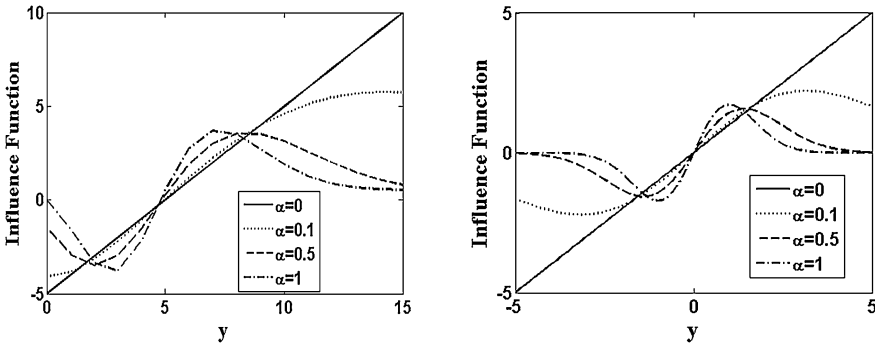 10
5
0
-5
0
5
10
15
Influence Function
y
α=0
α=0.1
α=0.5
α=1
5
0
-5
-5
0
5
Influence Function
y
α=0
α=0.1
α=0.5
α=1